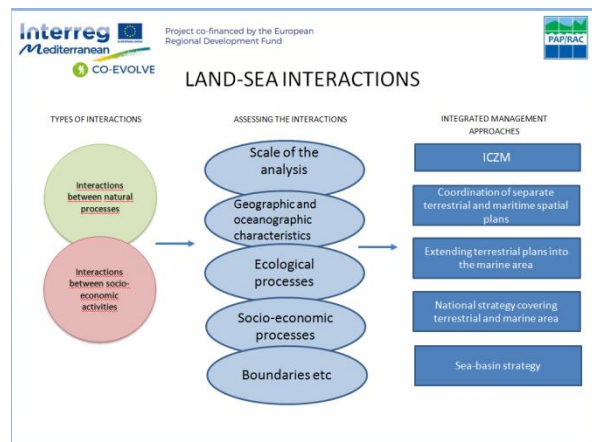 Interreg
Mediterranean
EUROPEAN UNION
CO-EVOLVE
Project co-financed by the European
Regional Development Fund
PAP/RAC
LAND-SEA INTERACTIONS
TYPES OF INTERACTIONS
Interactions
between natural
processes
Interactions
between socio-
economic
activities
ASSESSING THE INTERACTIONS
Scale of the
analysis
Geographic and
oceanographic
characteristics
Ecological
processes
Socio-economic
processes
Boundaries etc
INTEGRATED MANAGEMENT
APPROACHES
ICZM
Coordination of separate
terrestrial and maritime spatial
plans
Extending terrestrial plans into
the marine area
National strategy covering
terrestrial and marine area
Sea-basin strategy